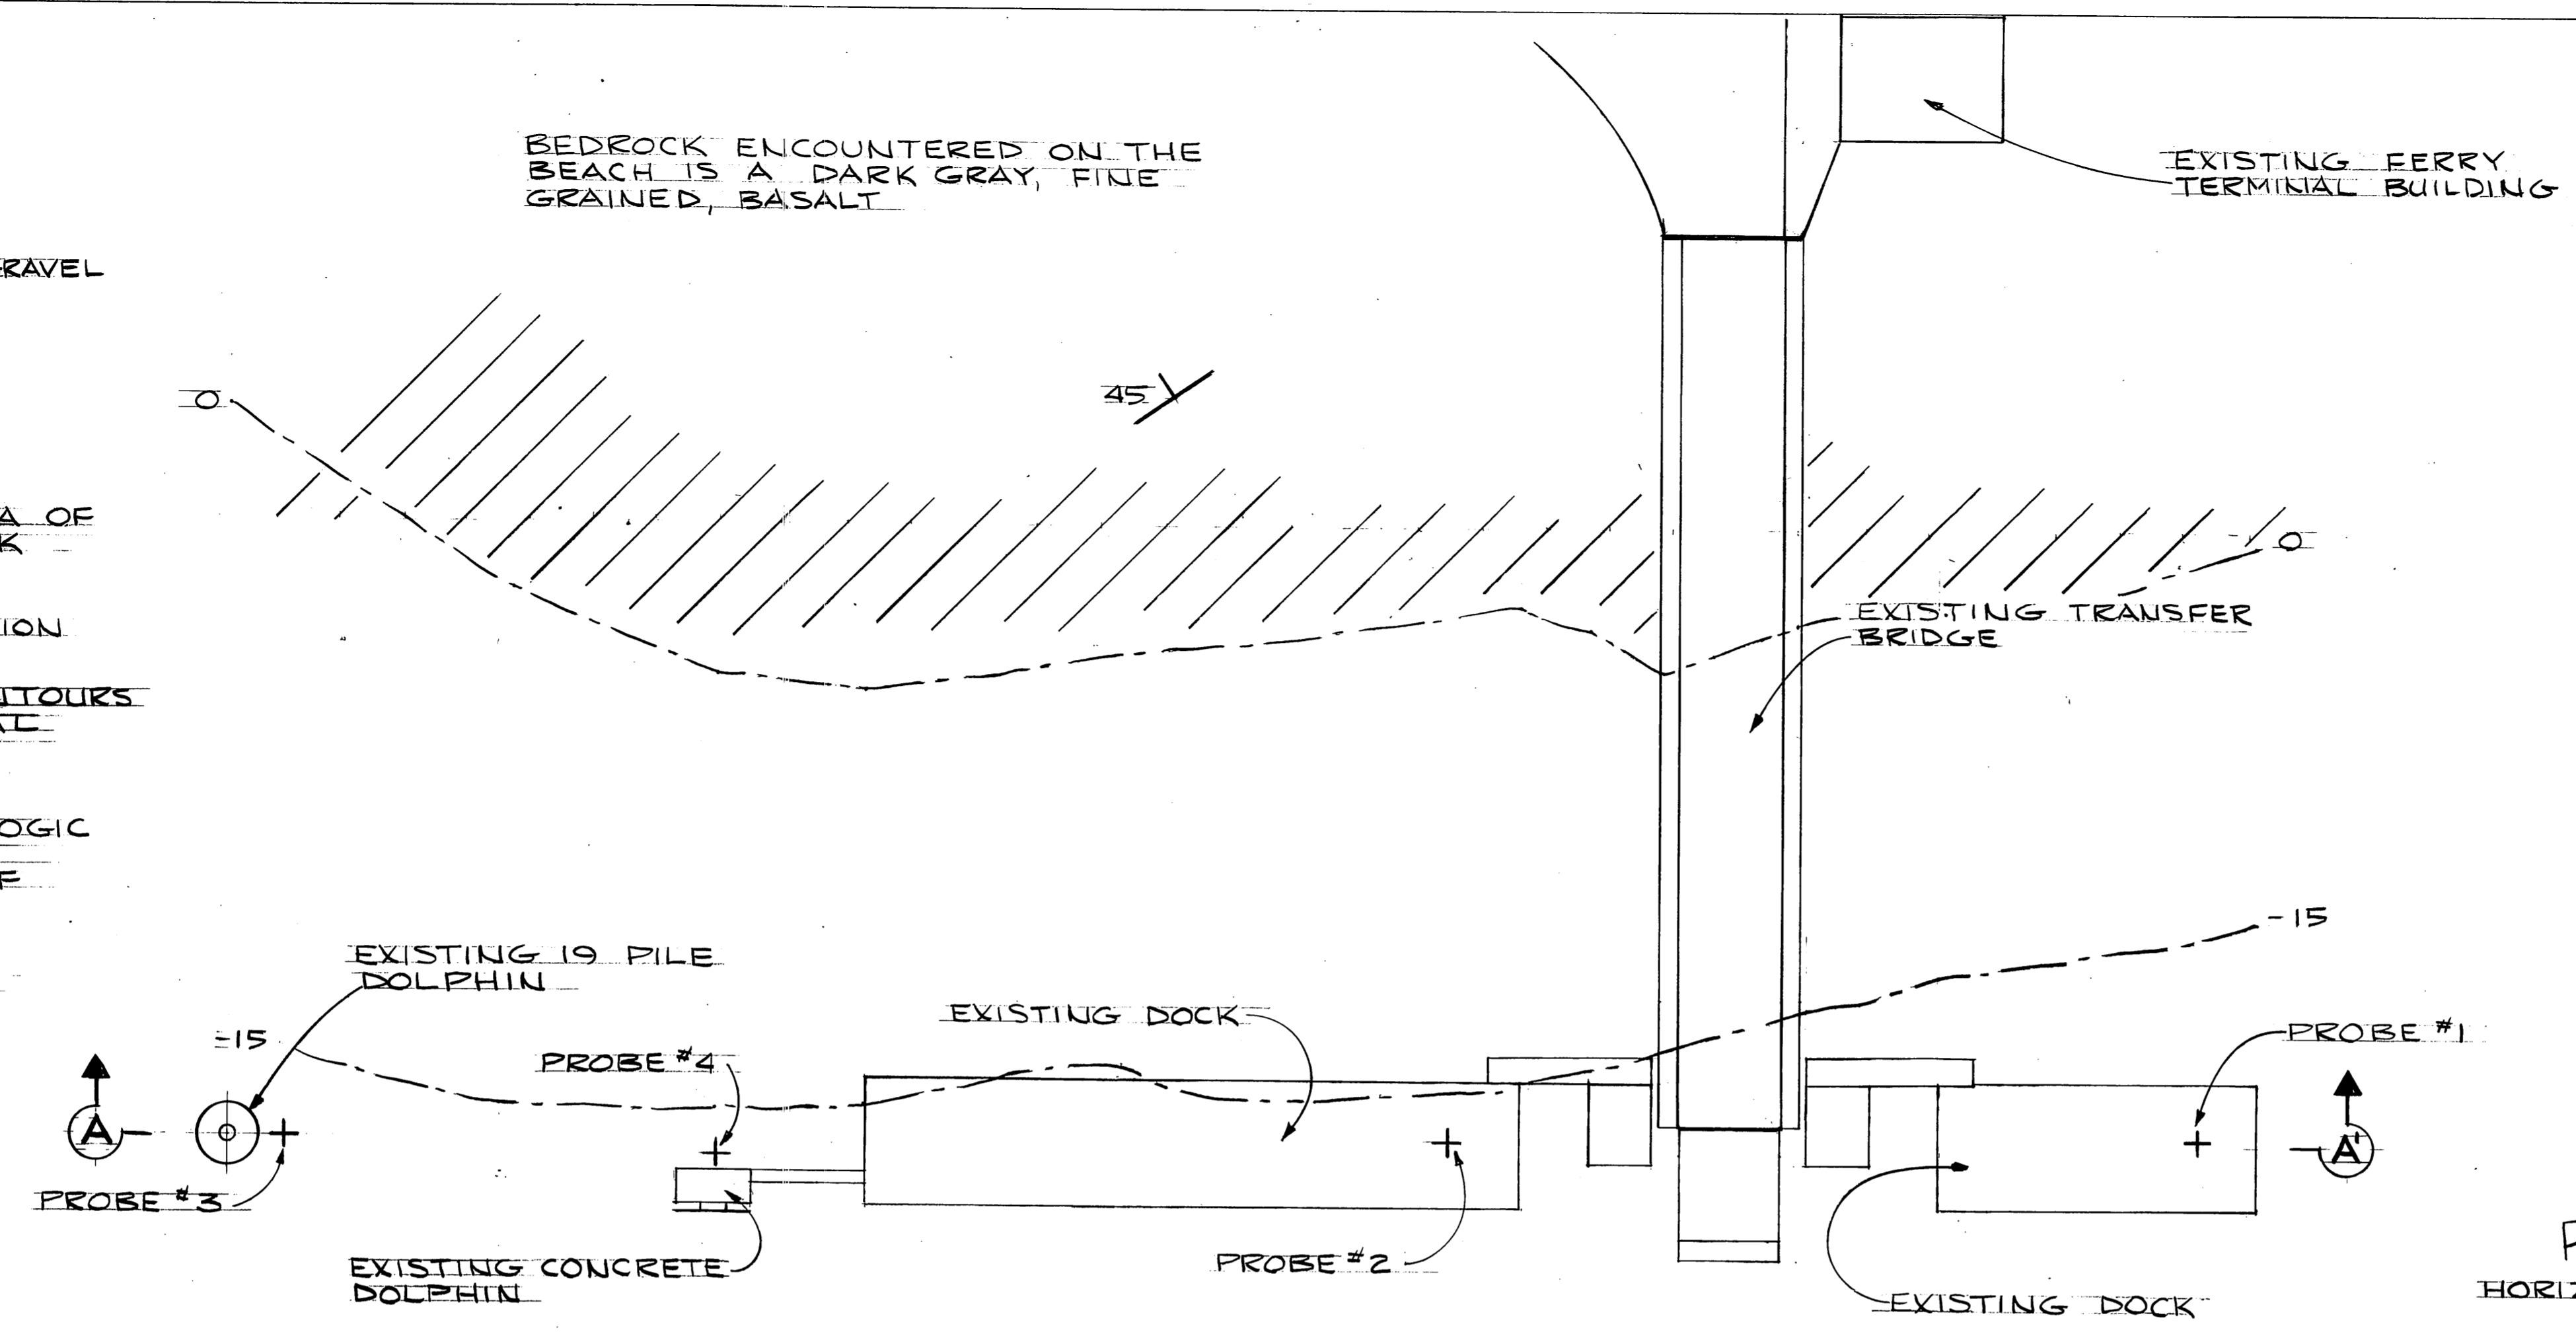 BEDROCK ENCOUNTERED ON THE
BEACH IS A DARK GRAY, FINE
GRAINED, BASALT
EXISTING FERRY
TERMINAL BUILDING
RAVEL
45
0
A OF
K
0
ION
EXISTING TRANSFER
BRIDGE
NTOURS
OGIC
F
-15
EXISTING 19 PILE
DOLPHIN
EXISTING DOCK
-15
PROBE #4
PROBE #1
A
A'
PROBE #3
EXISTING CONCRETE
DOLPHIN
PROBE #2
EXISTING DOCK
HORIZ